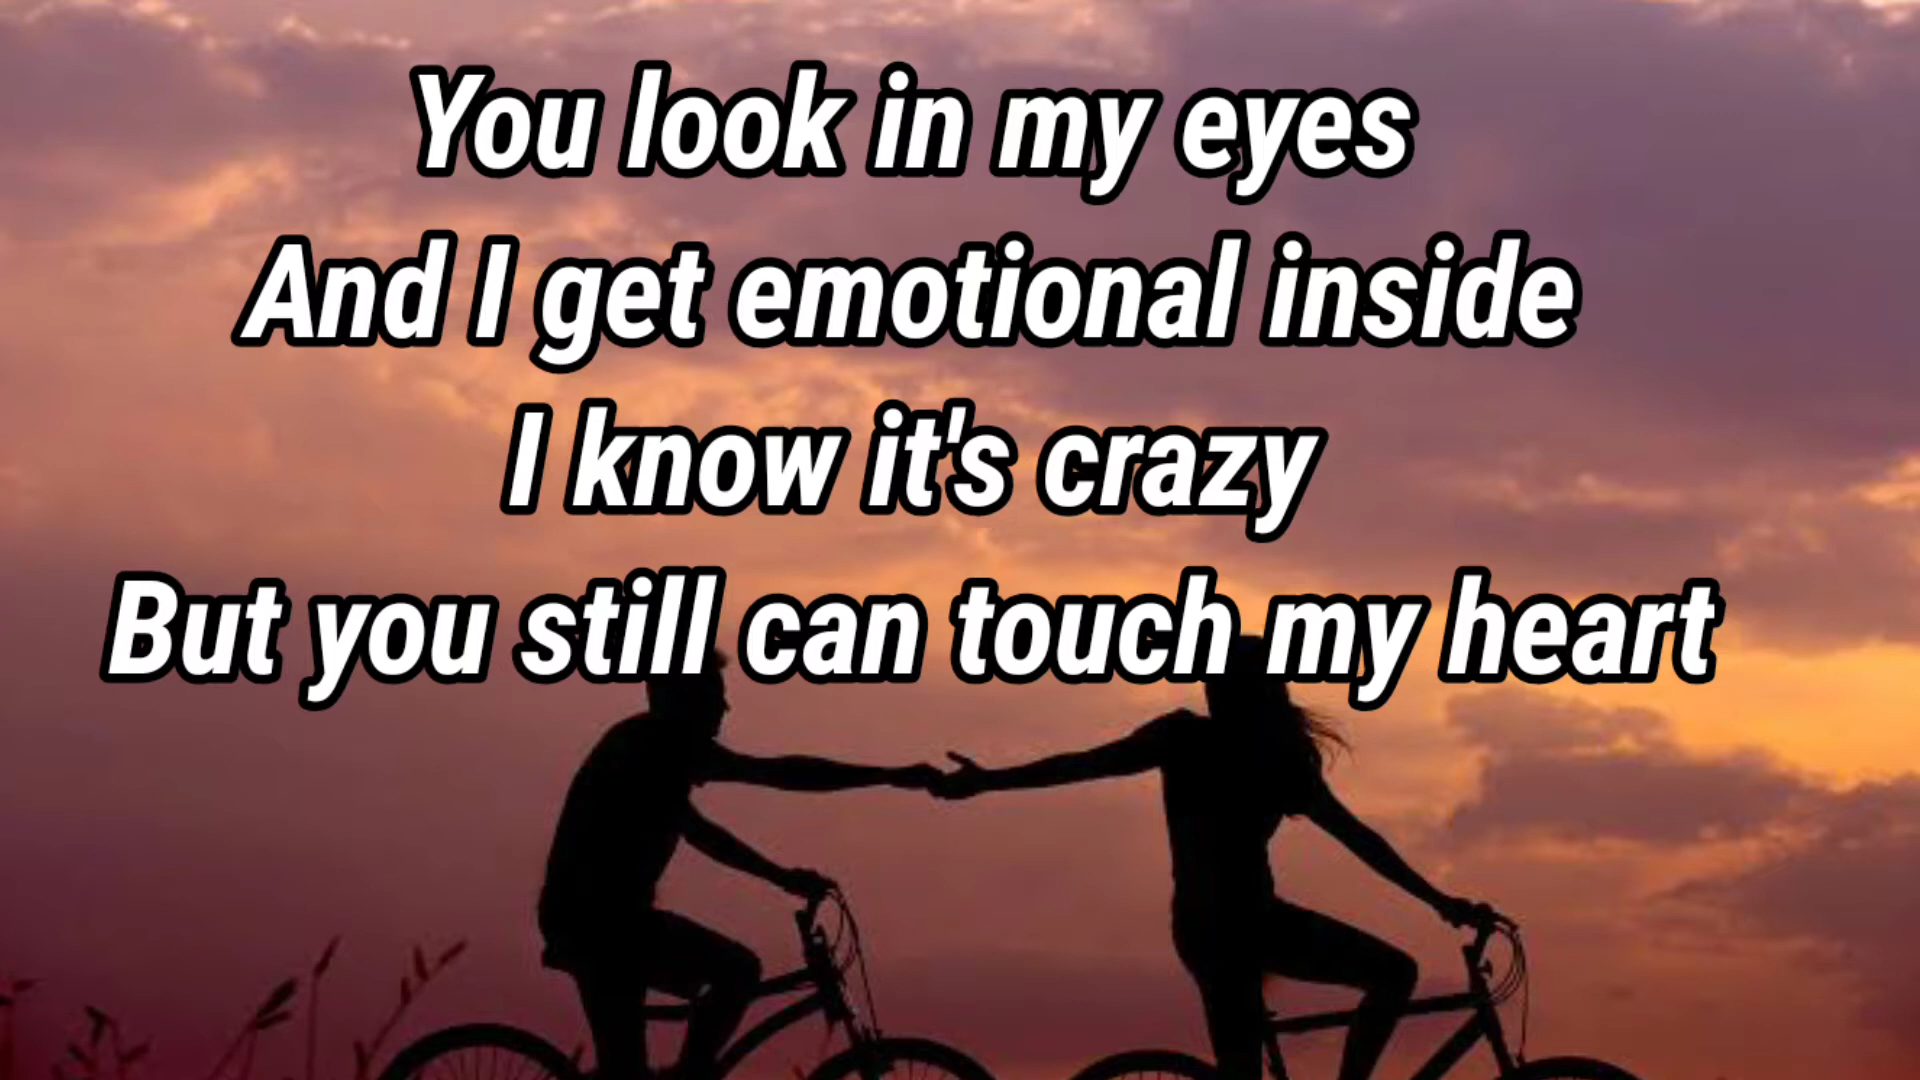 You look in my eyes
And I get emotional inside
I know it's crazy
But you still can touch my heart